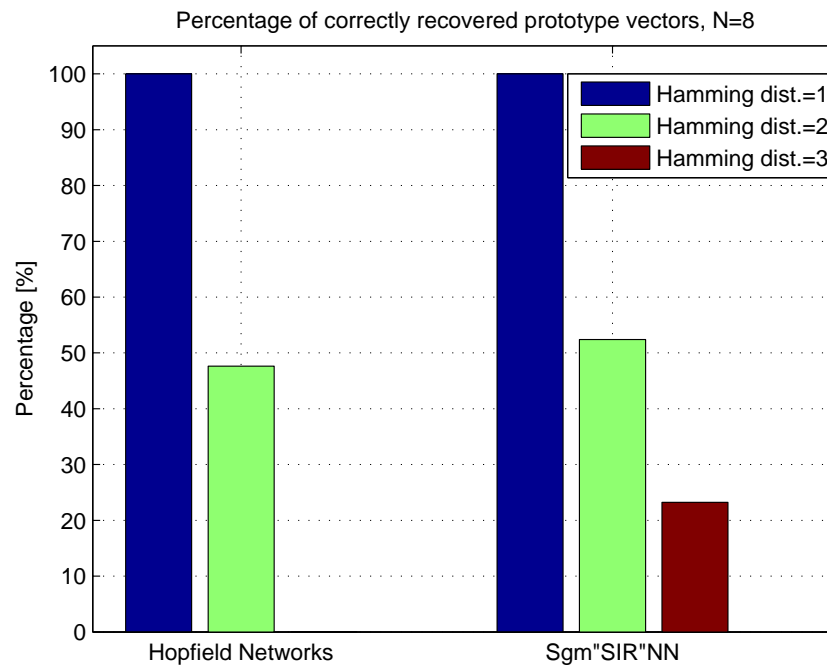 Percentage of correctly recovered prototype vectors, N=8
Percentage [%]
100
90
80
70
60
50
40
30
20
10
0
Hamming dist.=1
Hamming dist.=2
Hamming dist.=3
Hopfield Networks
Sgm"SIR"NN